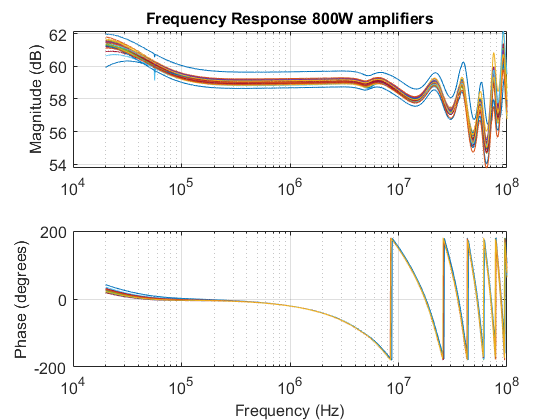 Frequency Response 800W amplifiers
Magnitude (dB)
62
60
58
56
54
10^4 10^5 10^6 10^7 10^8
Phase (degrees)
200
0
-200
10^4 10^5 10^6 10^7 10^8
Frequency (Hz)